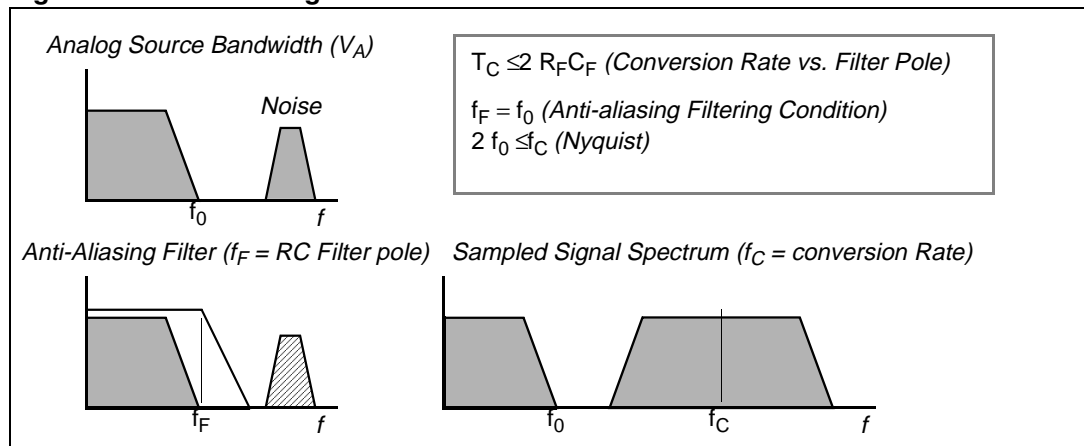 Analog Source Bandwidth (VA)
Noise
f0
f
TC ≤2 RFCF (Conversion Rate vs. Filter Pole)
fF = f0 (Anti-aliasing Filtering Condition)
2 f0 ≤fC (Nyquist)
Anti-Aliasing Filter (fF = RC Filter pole)
fF
f
Sampled Signal Spectrum (fC = conversion Rate)
f0
fC
f